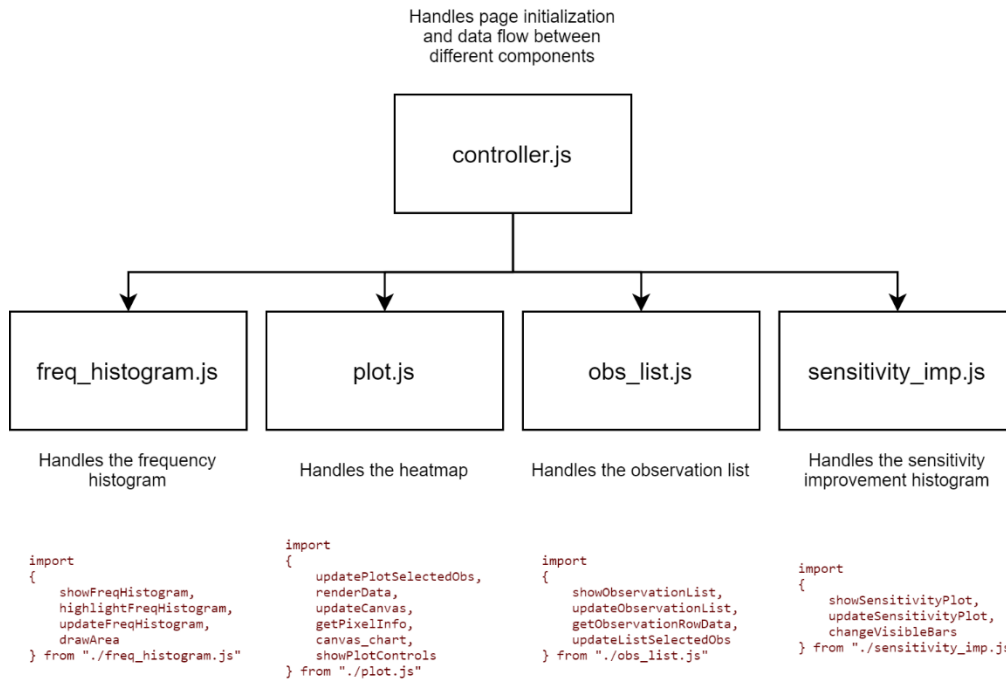 Handles page initialization
and data flow between
different components
controller.js
freq_histogram.js
plot.js
obs_list.js
sensitivity_imp.js
Handles the frequency
histogram
Handles the heatmap
Handles the observation list
Handles the sensitivity
improvement histogram
import
{
showFreqHistogram,
highlightFreqHistogram,
updateFreqHistogram,
drawArea
} from "./freq_histogram.js"
import
{
updatePlotSelectedObs,
renderData,
updateCanvas,
getPixelInfo,
canvas_chart,
showPlotControls
} from "./plot.js"
import
{
showObservationList,
updateObservationList,
getObservationRowData,
updateListSelectedObs
} from "./obs_list.js"
import
{
showSensitivityPlot,
updateSensitivityPlot,
changeVisibleBars
} from "./sensitivity_imp.js